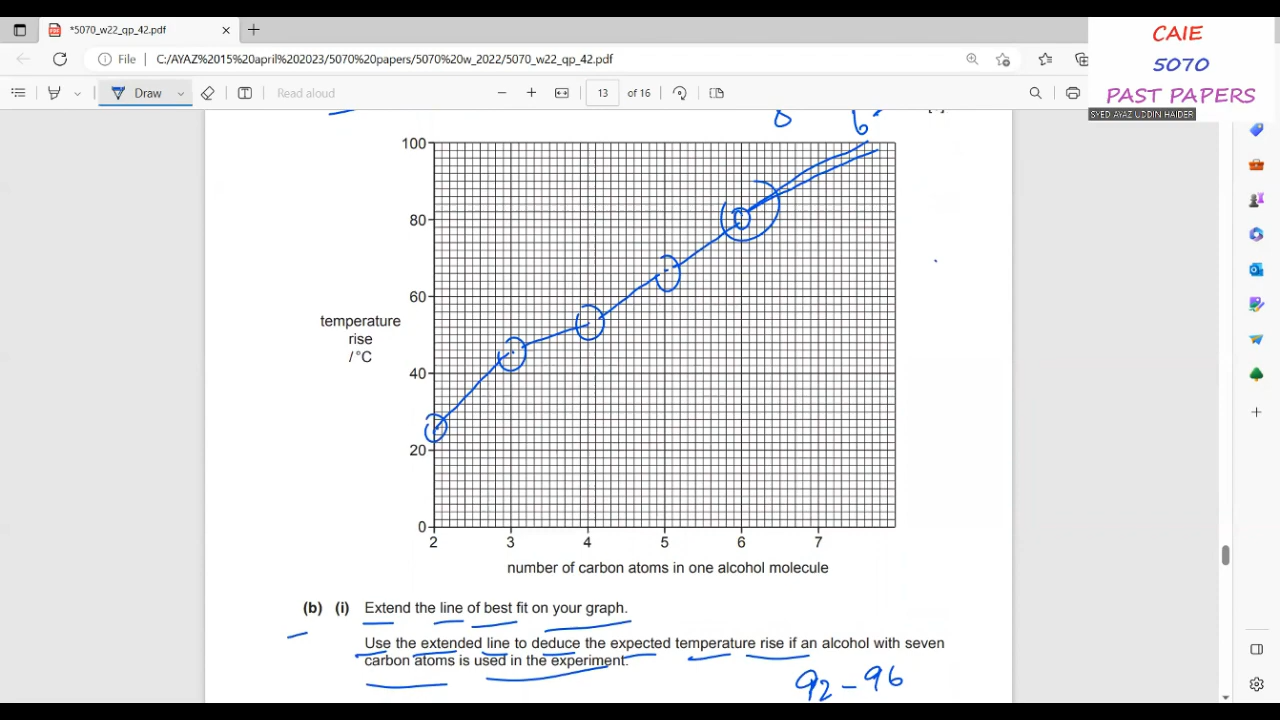 *5070_w22_qp_42.pdf
CAIE
5070
PAST PAPERS
SYED AYAZ UDDIN HAIDER
File C:/AYAZ%2015%20april%202023/5070%20papers/5070%20w_2022/5070_w22_qp_42.pdf
Draw Read aloud 13 of 16
8 6
100
80
60
40
20
0
temperature
rise
/°C
2 3 4 5 6 7
number of carbon atoms in one alcohol molecule
(b) (i) Extend the line of best fit on your graph.
Use the extended line to deduce the expected temperature rise if an alcohol with seven
carbon atoms is used in the experiment.
92 – 96